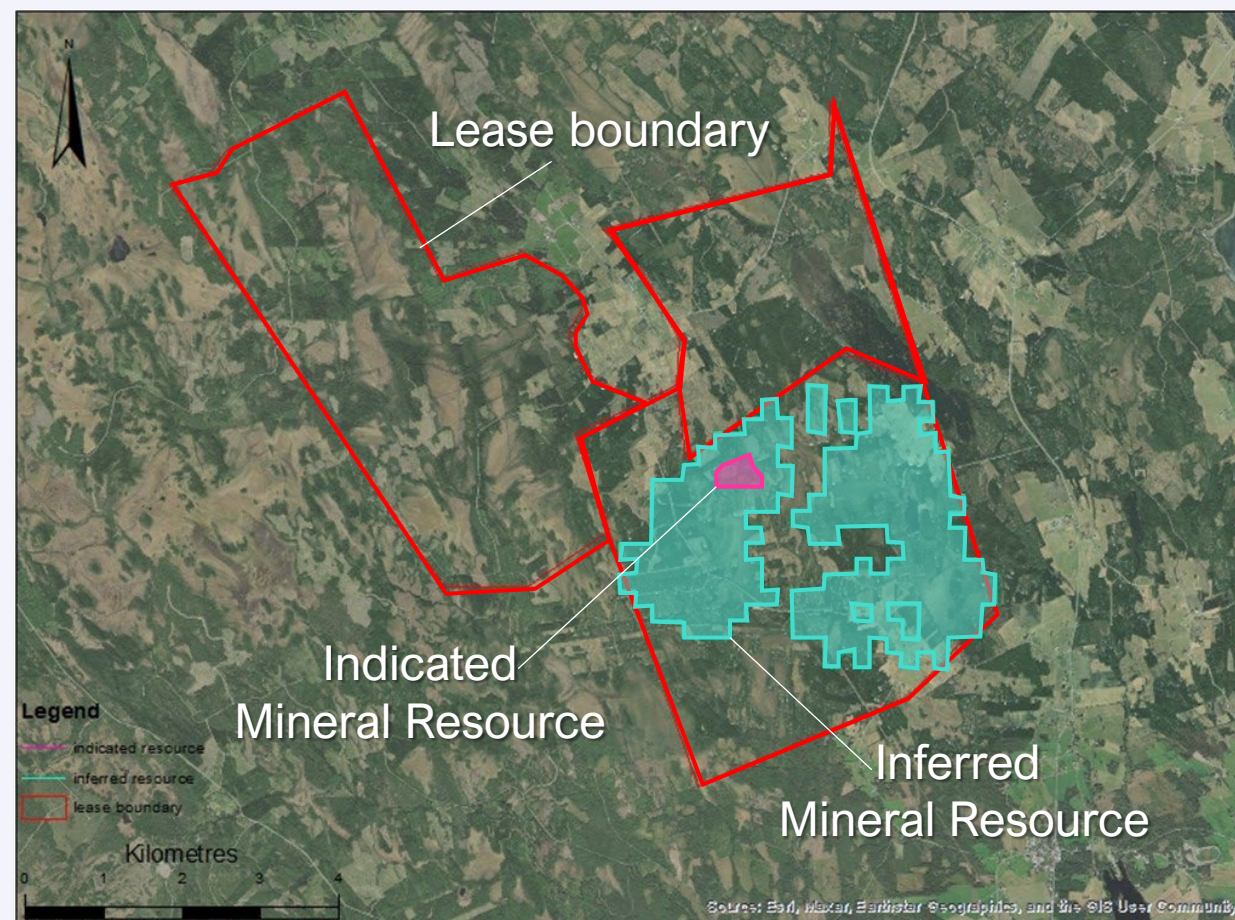 N
Lease boundary
Indicated
Mineral Resource
Inferred
Mineral Resource
Legend
indicated resource
inferred resource
lease boundary
Kilometres
0 1 2 3 4
Source: Esri, Maxar, Earthstar Geographics, and the GIS User Community